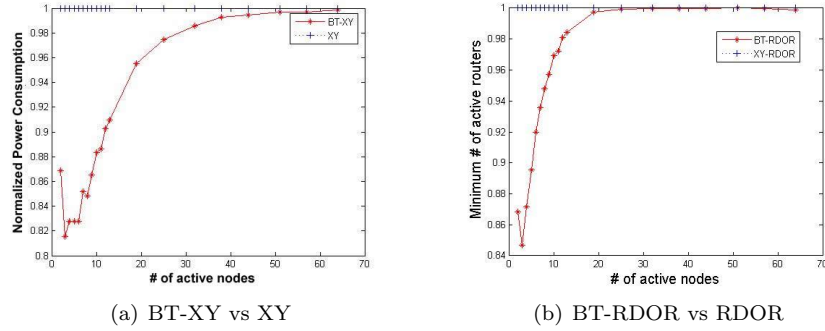 Normalized Power Consumption
1
0.98
0.96
0.94
0.92
0.9
0.88
0.86
0.84
0.82
0.8
0 10 20 30 40 50 60 70
# of active nodes
BT-XY
XY
(a) BT-XY vs XY
Minimum # of active routers
1
0.98
0.96
0.94
0.92
0.9
0.88
0.86
0.84
0 10 20 30 40 50 60 70
# of active nodes
BT-RDOR
XY-RDOR
(b) BT-RDOR vs RDOR